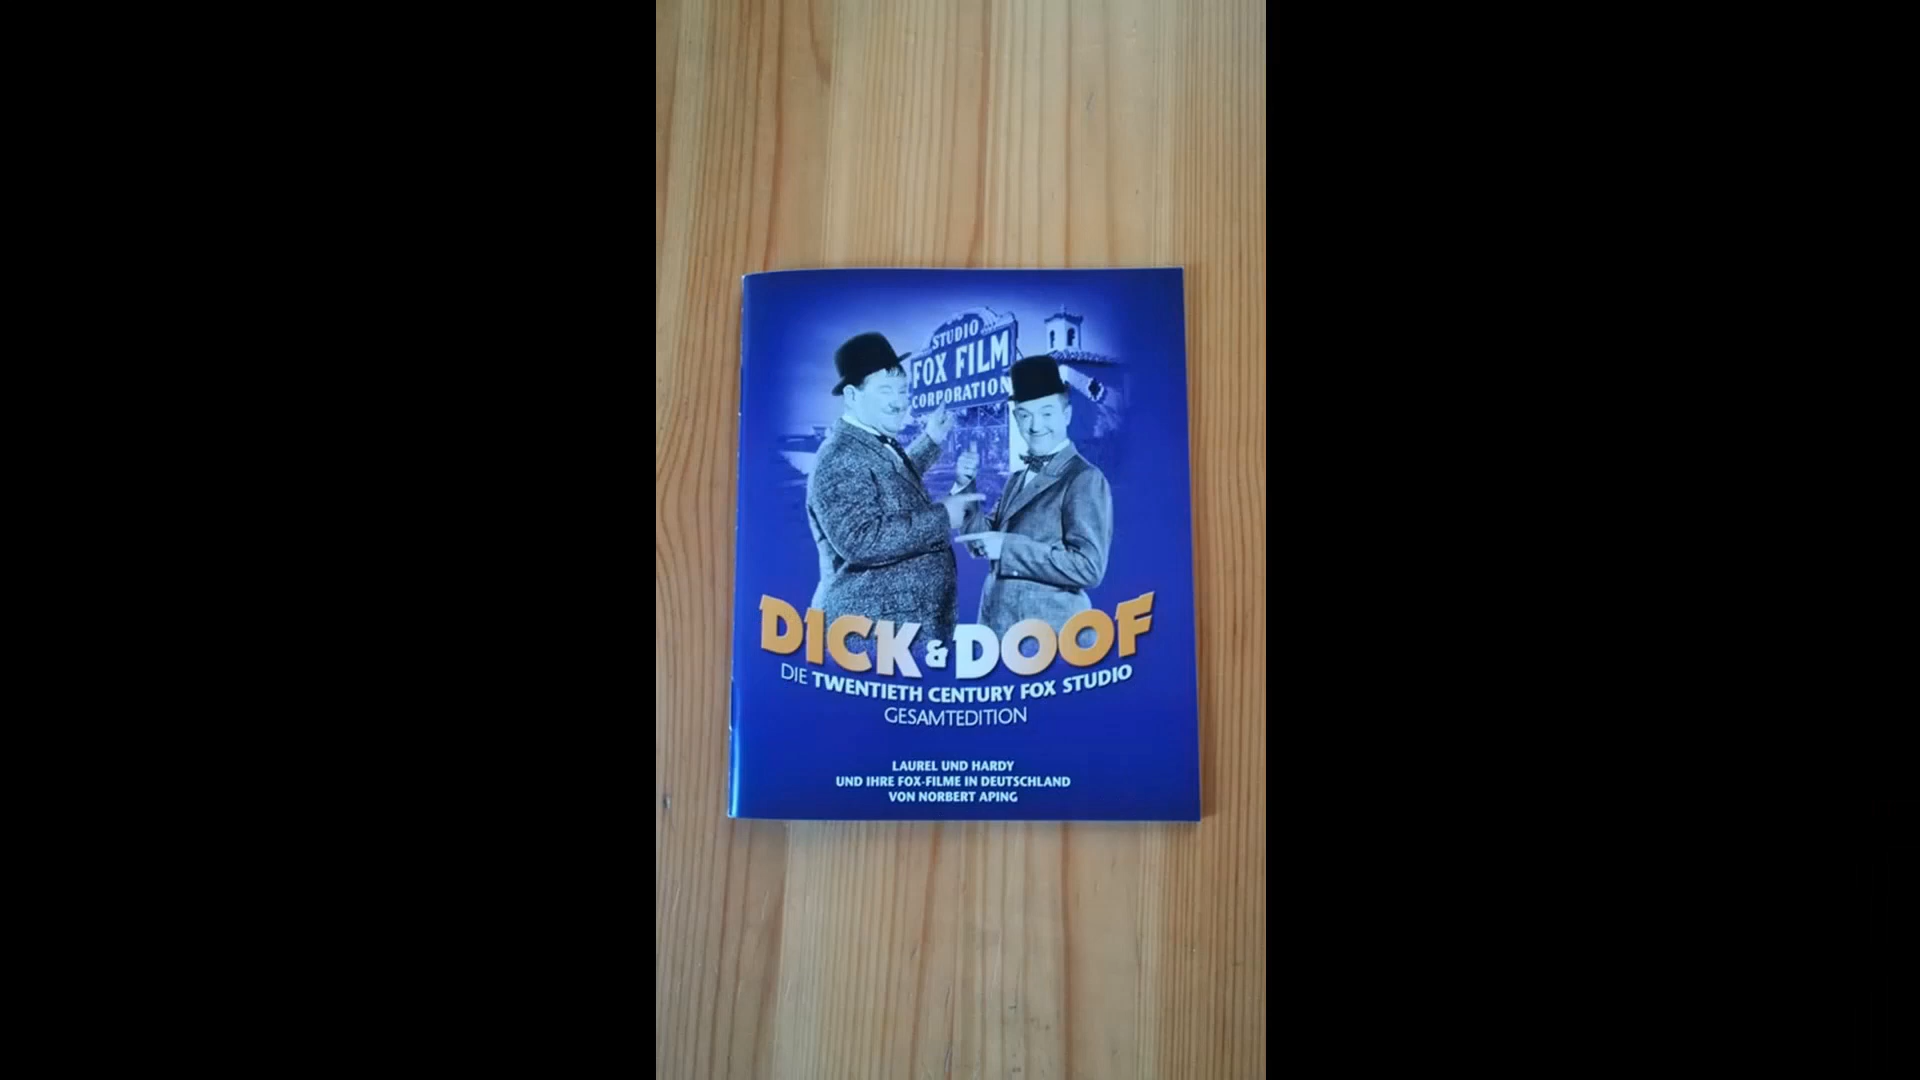 STUDIO
FOX FILM
CORPORATION
DICK & DOOF
DIE TWENTIETH CENTURY FOX STUDIO
GESAMTEDITION
LAUREL UND HARDY
UND IHRE FOX-FILME IN DEUTSCHLAND
VON NORBERT APING